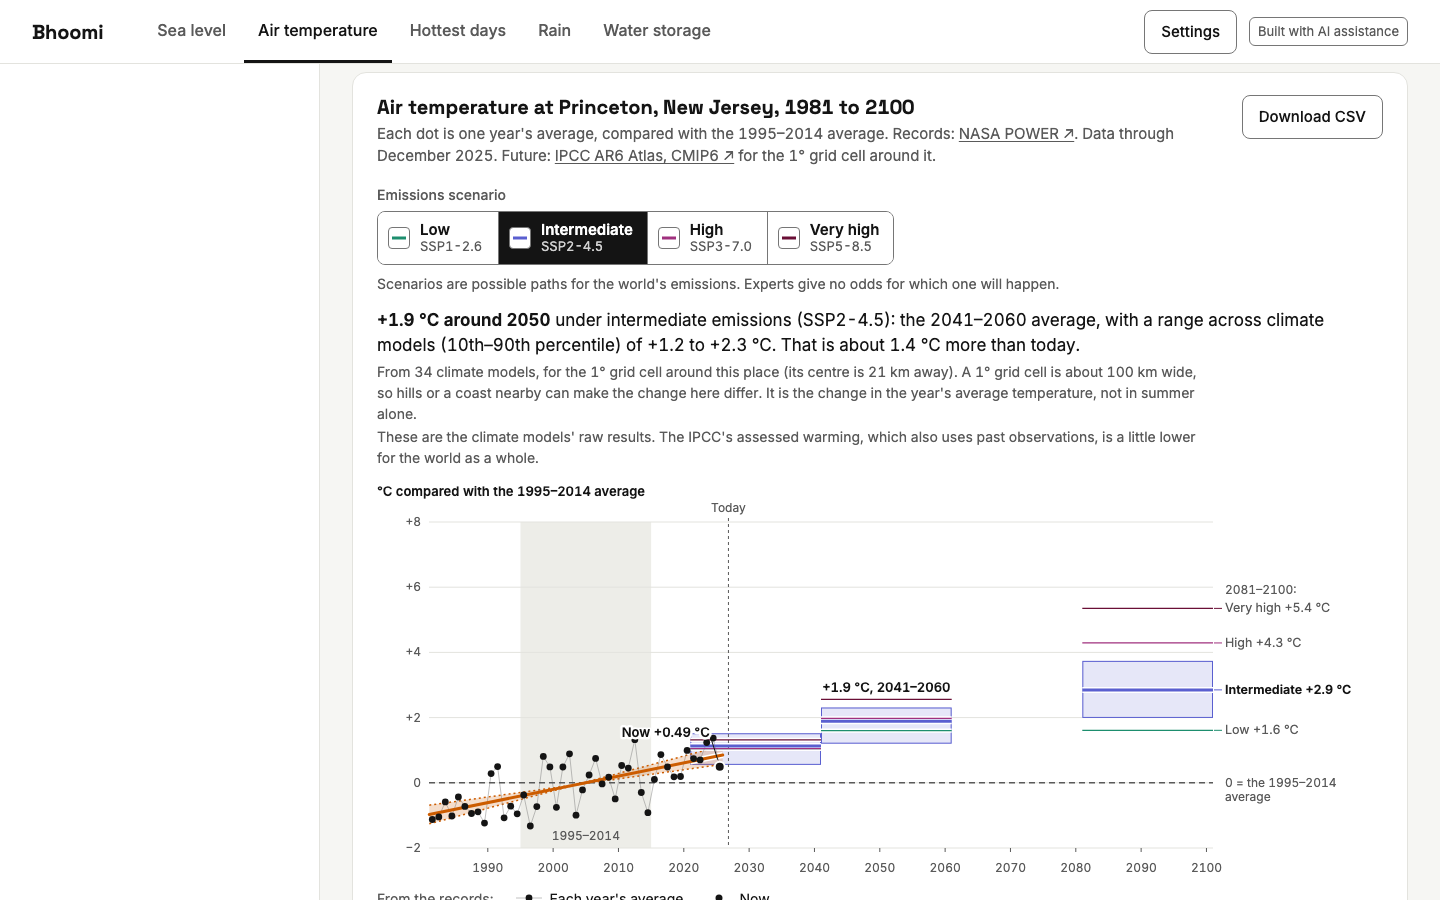 Bhoomi
Sea level
Air temperature
Hottest days
Rain
Water storage
Settings
Built with AI assistance
Air temperature at Princeton, New Jersey, 1981 to 2100
Download CSV
Each dot is one year's average, compared with the 1995–2014 average. Records: NASA POWER ↗. Data through
December 2025. Future: IPCC AR6 Atlas, CMIP6 ↗ for the 1° grid cell around it.
Emissions scenario
Low
SSP1-2.6
Intermediate
SSP2-4.5
High
SSP3-7.0
Very high
SSP5-8.5
Scenarios are possible paths for the world's emissions. Experts give no odds for which one will happen.
+1.9 °C around 2050 under intermediate emissions (SSP2-4.5): the 2041–2060 average, with a range across climate
models (10th–90th percentile) of +1.2 to +2.3 °C. That is about 1.4 °C more than today.
From 34 climate models, for the 1° grid cell around this place (its centre is 21 km away). A 1° grid cell is about 100 km wide,
so hills or a coast nearby can make the change here differ. It is the change in the year's average temperature, not in summer
alone.
These are the climate models' raw results. The IPCC's assessed warming, which also uses past observations, is a little lower
for the world as a whole.
°C compared with the 1995–2014 average
Today
+8
+6
2081–2100:
Very high +5.4 °C
+4
High +4.3 °C
+1.9 °C, 2041–2060
Intermediate +2.9 °C
+2
Now +0.49 °C
Low +1.6 °C
0
0 = the 1995–2014
average
1995–2014
−2
1990 2000 2010 2020 2030 2040 2050 2060 2070 2080 2090 2100
From the records:
Each year's average
Now